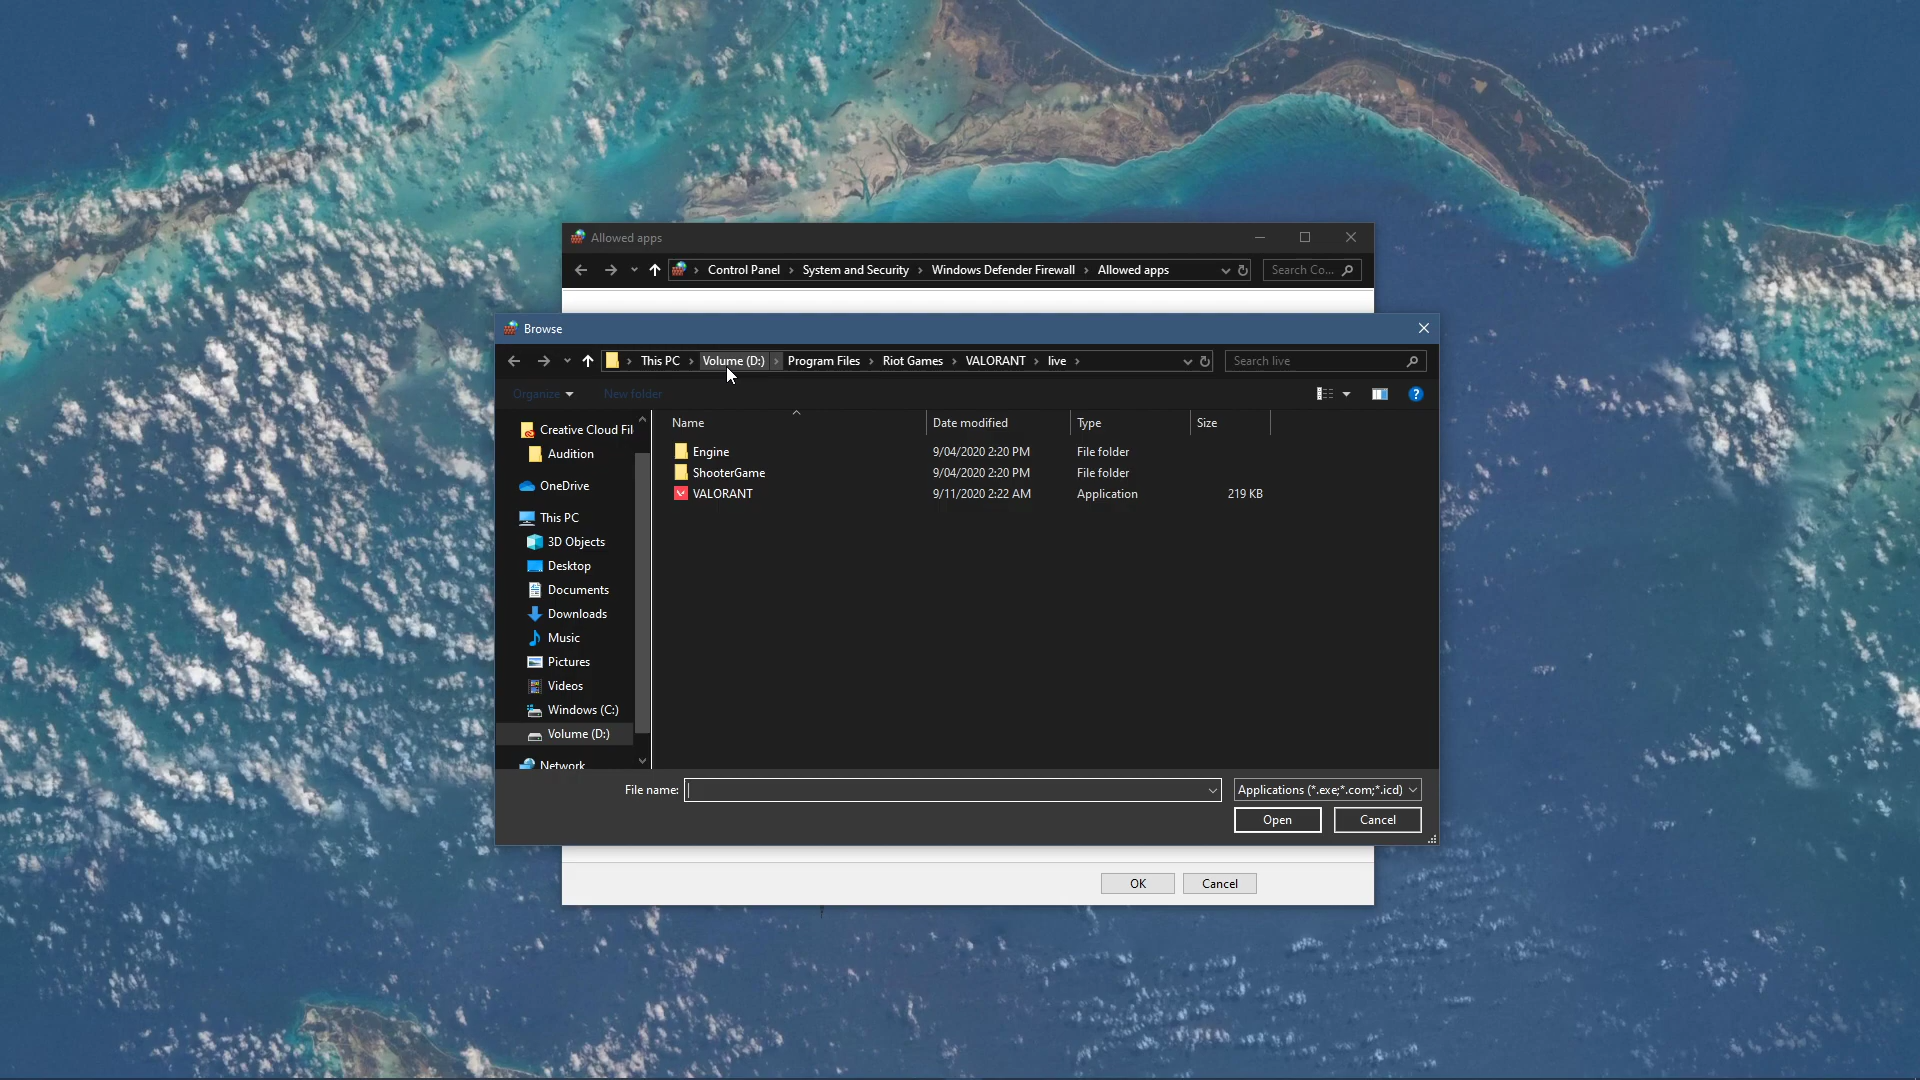 Allowed apps
Control Panel
System and Security
Windows Defender Firewall
Allowed apps
Search Co...
Browse
This PC
Volume (D:)
Program Files
Riot Games
VALORANT
live
Search live
Organize
New folder
Name
Date modified
Type
Size
Creative Cloud Fil
Audition
OneDrive
This PC
3D Objects
Desktop
Documents
Downloads
Music
Pictures
Videos
Windows (C:)
Volume (D:)
Network
Engine 9/04/2020 2:20 PM File folder
ShooterGame 9/04/2020 2:20 PM File folder
VALORANT 9/11/2020 2:22 AM Application 219 KB
File name:
Applications (*.exe;*.com;*.icd)
Open
Cancel
OK
Cancel